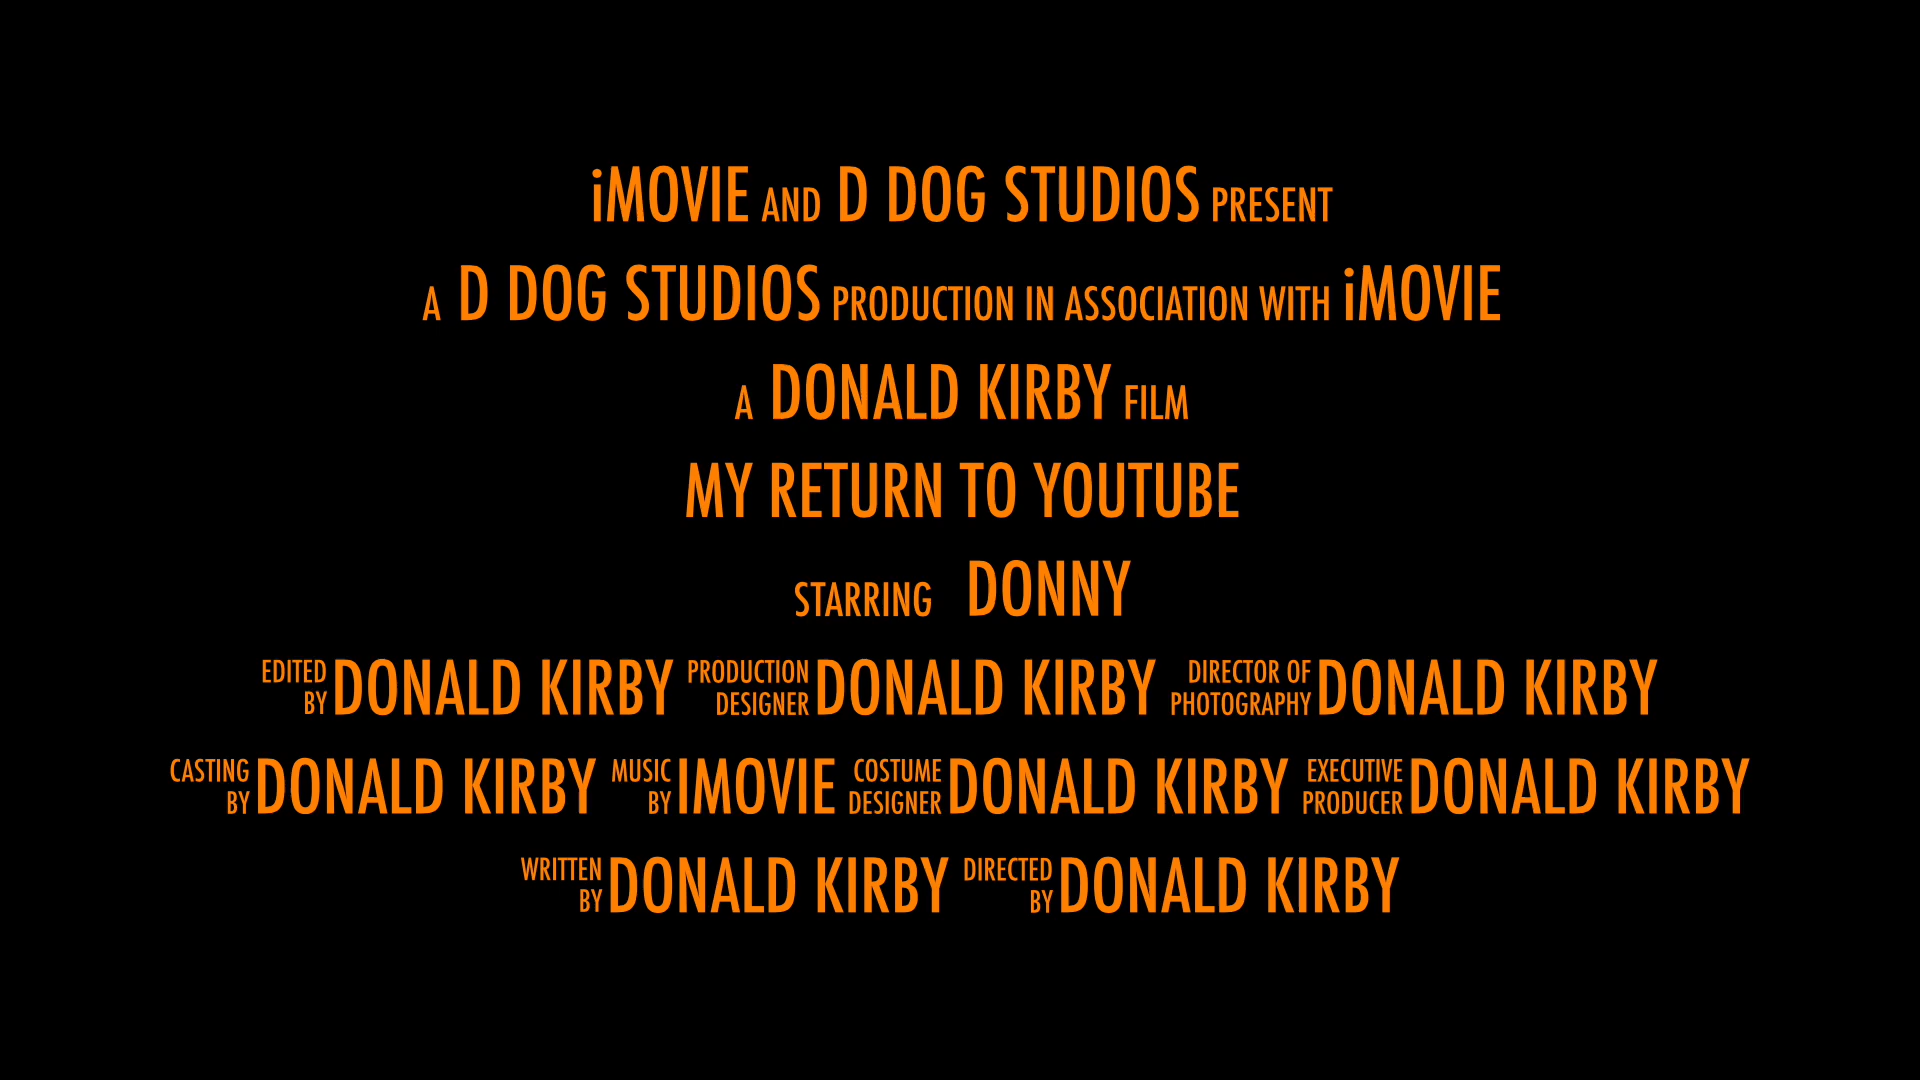 iMOVIE AND D DOG STUDIOS PRESENT
A D DOG STUDIOS PRODUCTION IN ASSOCIATION WITH iMOVIE
A DONALD KIRBY FILM
MY RETURN TO YOUTUBE
STARRING DONNY
EDITED BY DONALD KIRBY PRODUCTION DESIGNER DONALD KIRBY DIRECTOR OF PHOTOGRAPHY DONALD KIRBY
CASTING BY DONALD KIRBY MUSIC BY IMOVIE COSTUME DESIGNER DONALD KIRBY EXECUTIVE PRODUCER DONALD KIRBY
WRITTEN BY DONALD KIRBY DIRECTED BY DONALD KIRBY